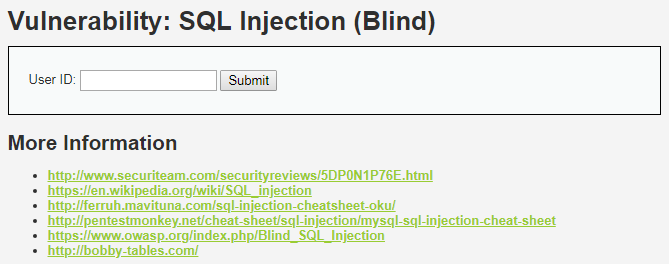 Vulnerability: SQL Injection (Blind)
User ID: Submit
More Information
http://www.securiteam.com/securityreviews/5DP0N1P76E.html
https://en.wikipedia.org/wiki/SQL_injection
http://ferruh.mavituna.com/sql-injection-cheatsheet-oku/
http://pentestmonkey.net/cheat-sheet/sql-injection/mysql-sql-injection-cheat-sheet
https://www.owasp.org/index.php/Blind_SQL_Injection
http://bobby-tables.com/